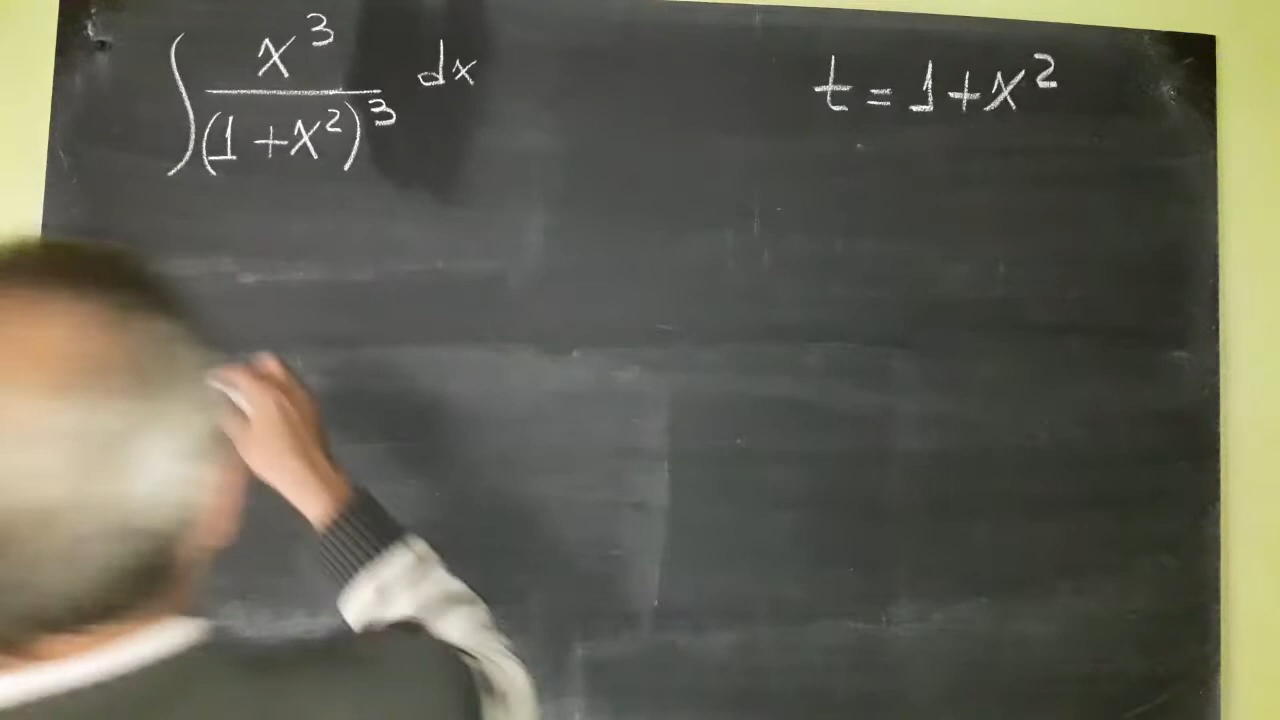 ∫ x³/(1+x²)³ dx
t = 1+x²